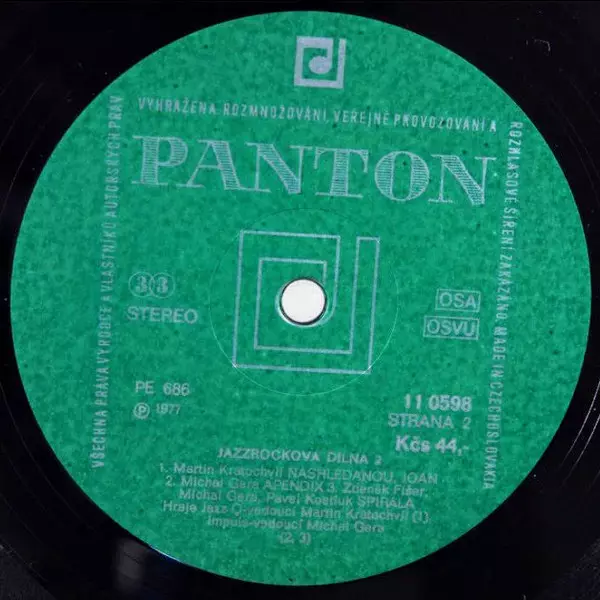 VŠECHNA PRÁVA VÝROBCE A VLASTNÍKŮ AUTORSKÝCH PRÁV
VYHRAŽENA. ROZMNOŽOVÁNÍ, VEŘEJNÉ PROVOZOVÁNÍ A
ROZHLASOVÉ ŠÍŘENÍ ZAKÁZÁNO. MADE IN CZECHOSLOVAKIA
PANTON
33
STEREO
OSA
OSVU
PE 686
℗ 1977
11 0598
STRANA 2
Kčs 44,-
JAZZROCKOVÁ DÍLNA 2
1. Martin Kratochvíl NASHLEDANOU, JOAN
2. Michal Gera APENDIX 3. Zdeněk Fišer,
Michal Gera, Pavel Kostiuk SPIRÁLA
Hraje Jazz Q-vedoucí Martin Kratochvíl (1)
Impuls-vedoucí Michal Gera
(2, 3)